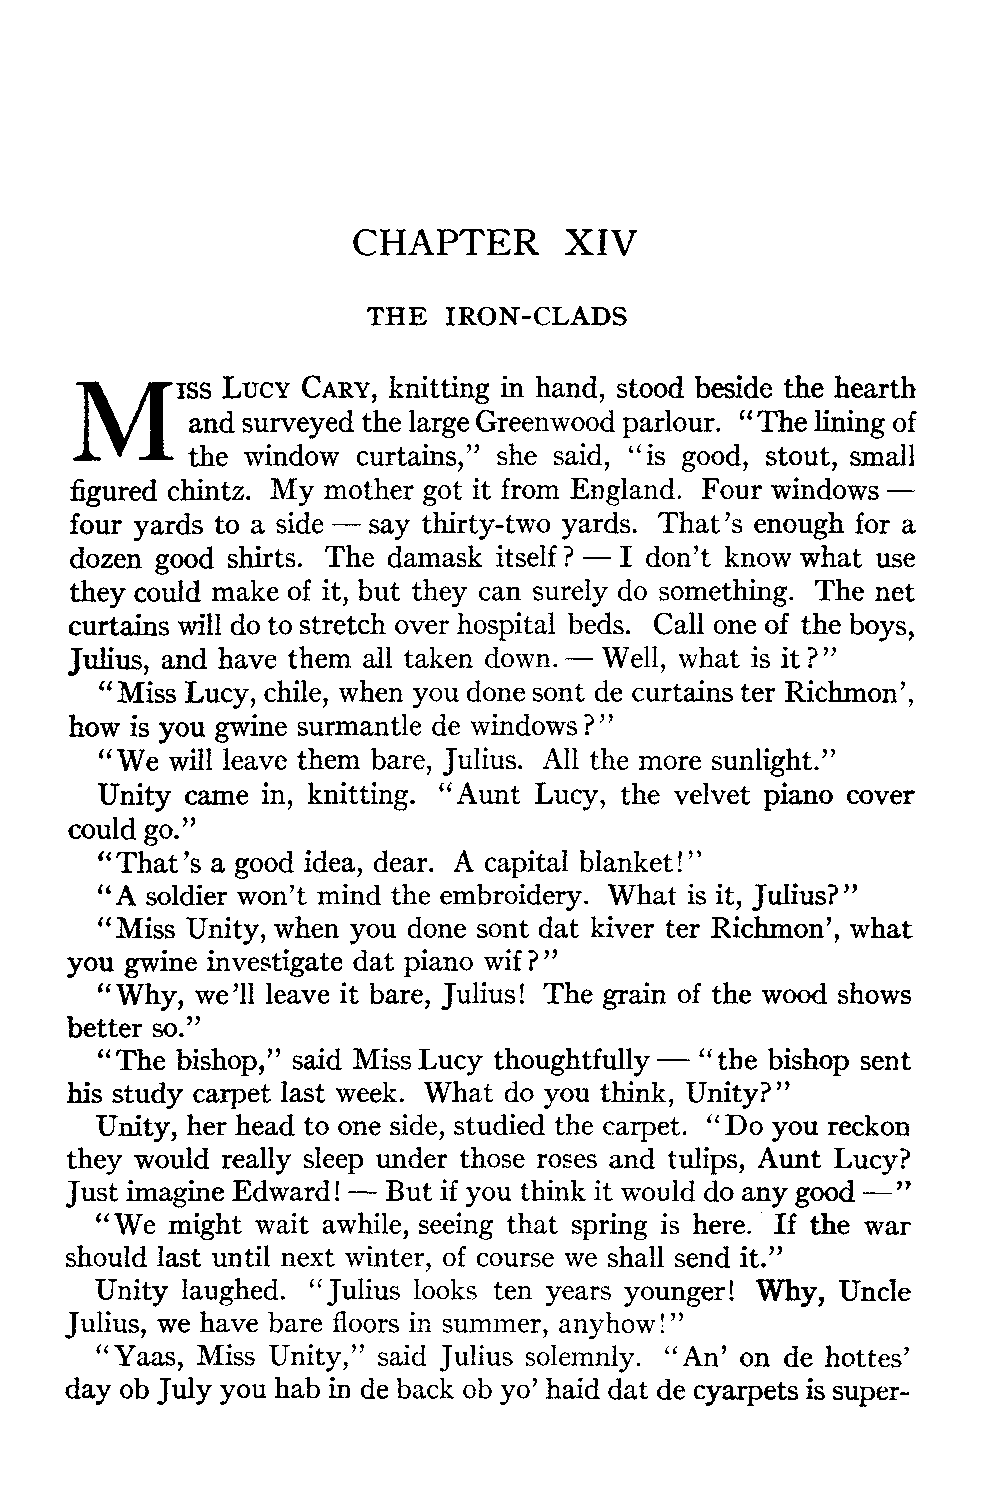 CHAPTER XIV
THE IRON-CLADS
MISS LUCY CARY, knitting in hand, stood beside the hearth
and surveyed the large Greenwood parlour. "The lining of
the window curtains," she said, "is good, stout, small
figured chintz. My mother got it from England. Four windows —
four yards to a side — say thirty-two yards. That's enough for a
dozen good shirts. The damask itself? — I don't know what use
they could make of it, but they can surely do something. The net
curtains will do to stretch over hospital beds. Call one of the boys,
Julius, and have them all taken down. — Well, what is it?"
"Miss Lucy, chile, when you done sont de curtains ter Richmon',
how is you gwine surmantle de windows?"
"We will leave them bare, Julius. All the more sunlight."
Unity came in, knitting. "Aunt Lucy, the velvet piano cover
could go."
"That's a good idea, dear. A capital blanket!"
"A soldier won't mind the embroidery. What is it, Julius?"
"Miss Unity, when you done sont dat kiver ter Richmon', what
you gwine investigate dat piano wif?"
"Why, we'll leave it bare, Julius! The grain of the wood shows
better so."
"The bishop," said Miss Lucy thoughtfully — "the bishop sent
his study carpet last week. What do you think, Unity?"
Unity, her head to one side, studied the carpet. "Do you reckon
they would really sleep under those roses and tulips, Aunt Lucy?
Just imagine Edward! — But if you think it would do any good —"
"We might wait awhile, seeing that spring is here. If the war
should last until next winter, of course we shall send it."
Unity laughed. "Julius looks ten years younger! Why, Uncle
Julius, we have bare floors in summer, anyhow!"
"Yaas, Miss Unity," said Julius solemnly. "An' on de hottes'
day ob July you hab in de back ob yo' haid dat de cyarpets is super-